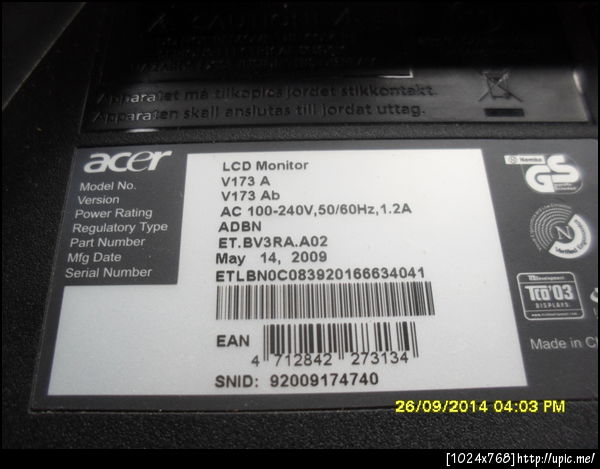 Apparatet må tilkoples jordet stikkontakt.
Apparaten skall anslutas till jordat uttag.
acer
LCD Monitor
Model No. V173 A
Version V173 Ab
Power Rating AC 100-240V,50/60Hz,1.2A
Regulatory Type ADBN
Part Number ET.BV3RA.A02
Mfg Date May 14, 2009
Serial Number ETLBN0C083920166634041
EAN
4 712842 273134
SNID: 92009174740
Nemko
GS
Verified
TCO'03
DISPLAYS
Made in
26/09/2014 04:03 PM
[1024x768]http://upic.me/